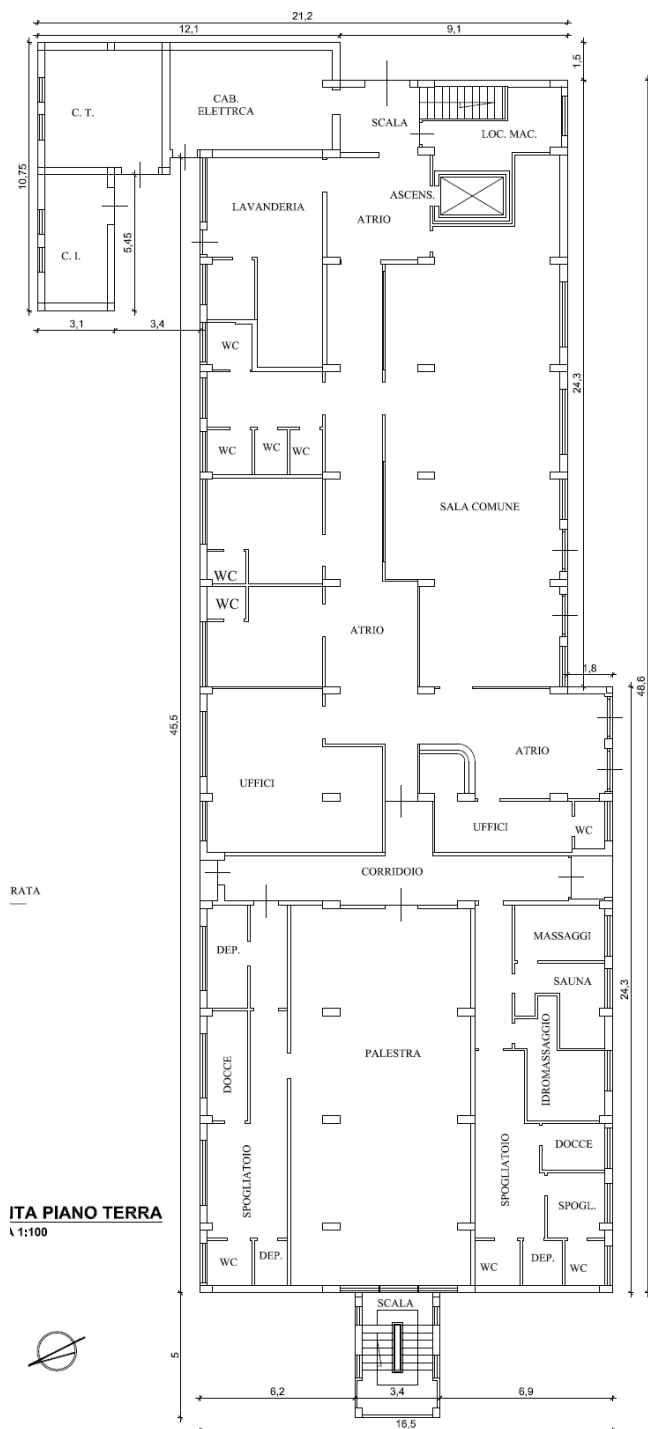 21,2
12,1
9,1
1,5
C. T.
CAB.
ELETTRCA
SCALA
LOC. MAC.
10,75
5,45
LAVANDERIA
ASCENS.
ATRIO
C. I.
3,1
3,4
WC
24,3
WC
WC
WC
SALA COMUNE
WC
WC
ATRIO
1,8
48,6
45,5
ATRIO
UFFICI
UFFICI
WC
CORRIDOIO
RATA
MASSAGGI
DEP.
SAUNA
24,3
IDROMASSAGGIO
PALESTRA
DOCCE
DOCCE
SPOGLIATOIO
SPOGLIATOIO
SPOGL.
NTA PIANO TERRA
A 1:100
WC
DEP.
WC
DEP.
WC
SCALA
5
6,2
3,4
6,9
16,5